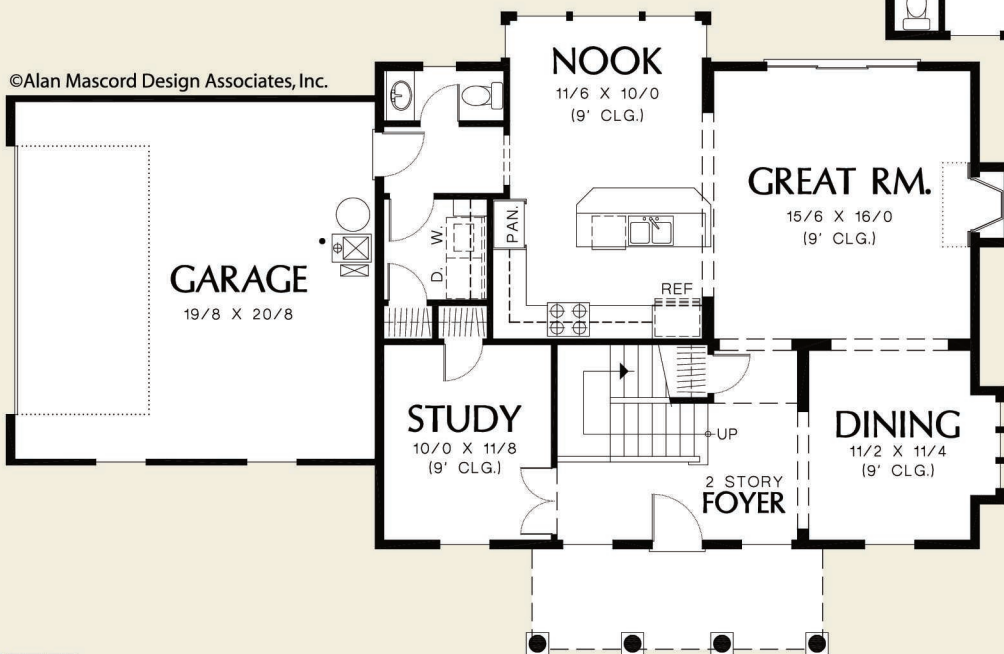 ©Alan Mascord Design Associates, Inc.
NOOK
11/6 X 10/0
(9' CLG.)
GREAT RM.
15/6 X 16/0
(9' CLG.)
PAN.
W.
D.
REF
GARAGE
19/8 X 20/8
STUDY
10/0 X 11/8
(9' CLG.)
UP
2 STORY
FOYER
DINING
11/2 X 11/4
(9' CLG.)